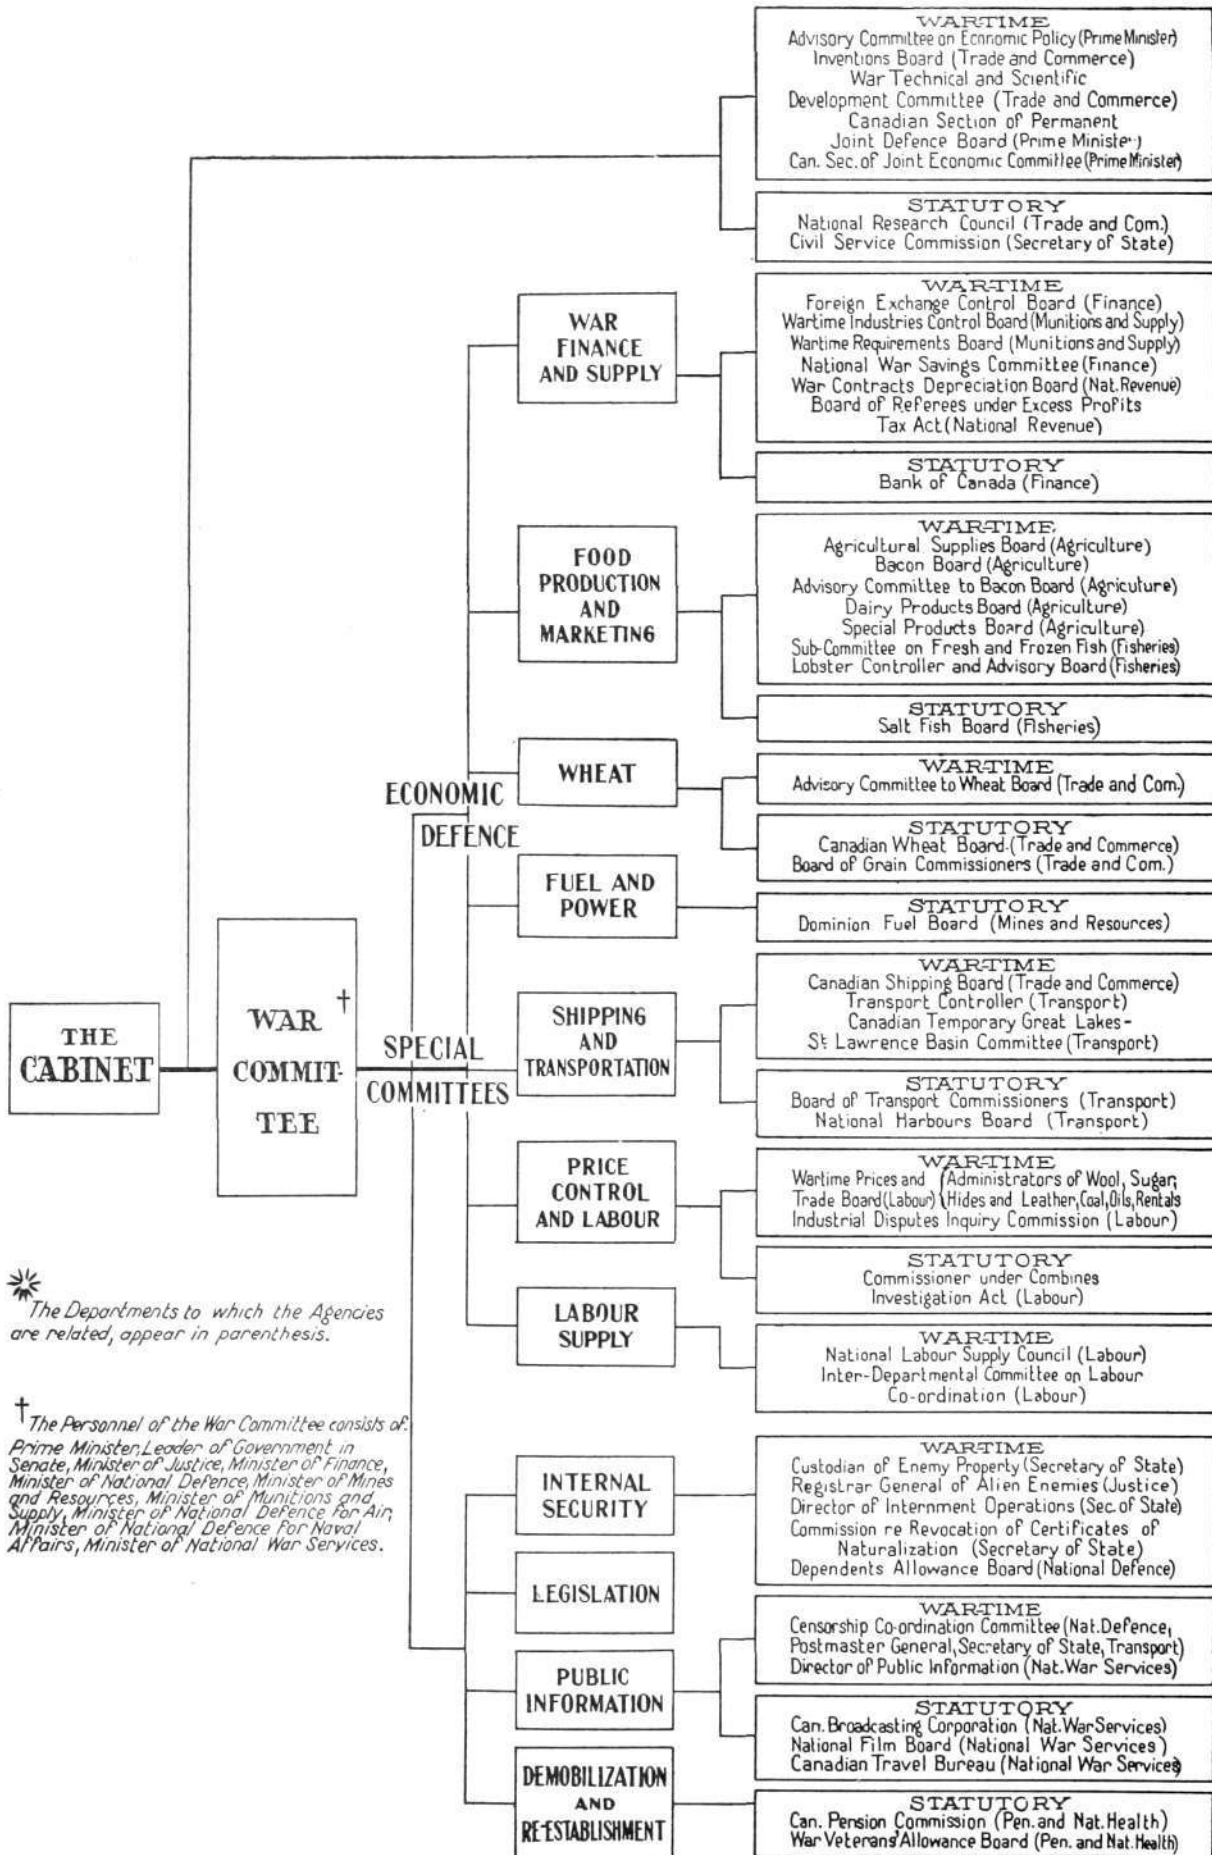 WAR-TIME
Advisory Committee on Economic Policy (Prime Minister)
Inventions Board (Trade and Commerce)
War Technical and Scientific
Development Committee (Trade and Commerce)
Canadian Section of Permanent
Joint Defence Board (Prime Minister)
Can. Sec. of Joint Economic Committee (Prime Minister)
STATUTORY
National Research Council (Trade and Com.)
Civil Service Commission (Secretary of State)
WAR
FINANCE
AND SUPPLY
WAR-TIME
Foreign Exchange Control Board (Finance)
Wartime Industries Control Board (Munitions and Supply)
Wartime Requirements Board (Munitions and Supply)
National War Savings Committee (Finance)
War Contracts Depreciation Board (Nat. Revenue)
Board of Referees under Excess Profits
Tax Act (National Revenue)
STATUTORY
Bank of Canada (Finance)
FOOD
PRODUCTION
AND
MARKETING
WAR-TIME
Agricultural Supplies Board (Agriculture)
Bacon Board (Agriculture)
Advisory Committee to Bacon Board (Agricuture)
Dairy Products Board (Agriculture)
Special Products Board (Agriculture)
Sub-Committee on Fresh and Frozen Fish (Fisheries)
Lobster Controller and Advisory Board (Fisheries)
STATUTORY
Salt Fish Board (Fisheries)
WHEAT
WAR-TIME
Advisory Committee to Wheat Board (Trade and Com.)
STATUTORY
Canadian Wheat Board (Trade and Commerce)
Board of Grain Commissioners (Trade and Com.)
ECONOMIC
DEFENCE
FUEL AND
POWER
STATUTORY
Dominion Fuel Board (Mines and Resources)
THE
CABINET
WAR †
COMMIT-
TEE
SPECIAL
COMMITTEES
SHIPPING
AND
TRANSPORTATION
WAR-TIME
Canadian Shipping Board (Trade and Commerce)
Transport Controller (Transport)
Canadian Temporary Great Lakes-
St. Lawrence Basin Committee (Transport)
STATUTORY
Board of Transport Commissioners (Transport)
National Harbours Board (Transport)
PRICE
CONTROL
AND LABOUR
WAR-TIME
Wartime Prices and { Administrators of Wool, Sugar,
Trade Board (Labour) { Hides and Leather, Coal, Oils, Rentals
Industrial Disputes Inquiry Commission (Labour)
STATUTORY
Commissioner under Combines
Investigation Act (Labour)
LABOUR
SUPPLY
WAR-TIME
National Labour Supply Council (Labour)
Inter-Departmental Committee on Labour
Co-ordination (Labour)
The Departments to which the Agencies
are related, appear in parenthesis.
† The Personnel of the War Committee consists of:
Prime Minister, Leader of Government in
Senate, Minister of Justice, Minister of Finance,
Minister of National Defence, Minister of Mines
and Resources, Minister of Munitions and
Supply, Minister of National Defence for Air,
Minister of National Defence for Naval
Affairs, Minister of National War Services.
INTERNAL
SECURITY
WAR-TIME
Custodian of Enemy Property (Secretary of State)
Registrar General of Alien Enemies (Justice)
Director of Internment Operations (Sec. of State)
Commission re Revocation of Certificates of
Naturalization (Secretary of State)
Dependents Allowance Board (National Defence)
LEGISLATION
PUBLIC
INFORMATION
WAR-TIME
Censorship Co-ordination Committee (Nat. Defence,
Postmaster General, Secretary of State, Transport)
Director of Public Information (Nat. War Services)
STATUTORY
Can. Broadcasting Corporation (Nat. War Services)
National Film Board (National War Services)
Canadian Travel Bureau (National War Services)
DEMOBILIZATION
AND
RE-ESTABLISHMENT
STATUTORY
Can. Pension Commission (Pen. and Nat. Health)
War Veterans' Allowance Board (Pen. and Nat. Health)